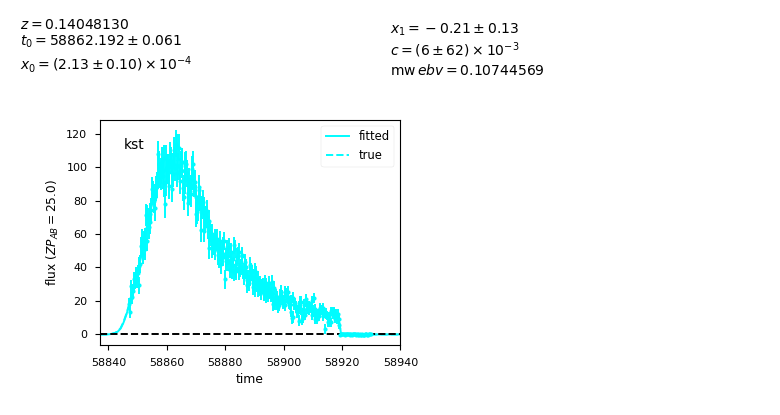 z = 0.14048130
t₀ = 58862.192 ± 0.061
x₀ = (2.13 ± 0.10) × 10⁻⁴
x₁ = −0.21 ± 0.13
c = (6 ± 62) × 10⁻³
mw ebv = 0.10744569
kst
fitted
true
120
100
80
60
40
20
0
flux (ZP_AB = 25.0)
58840 58860 58880 58900 58920 58940
time